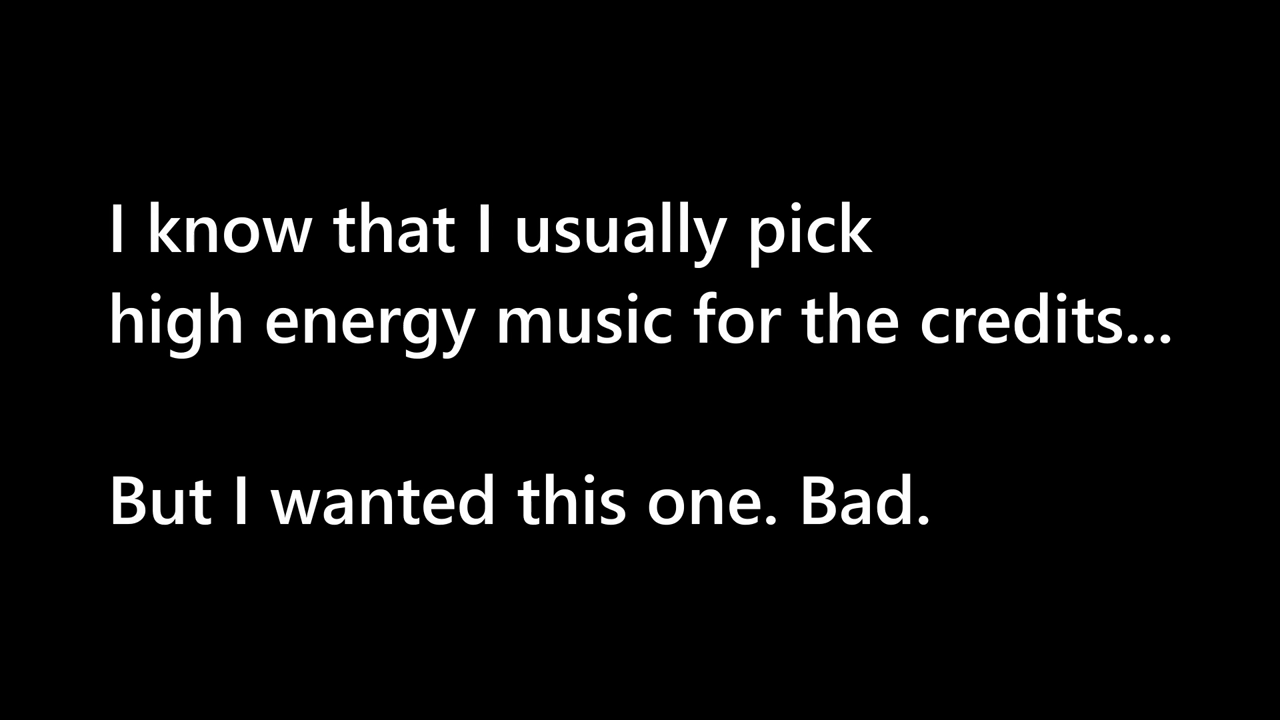 I know that I usually pick
high energy music for the credits...
But I wanted this one. Bad.